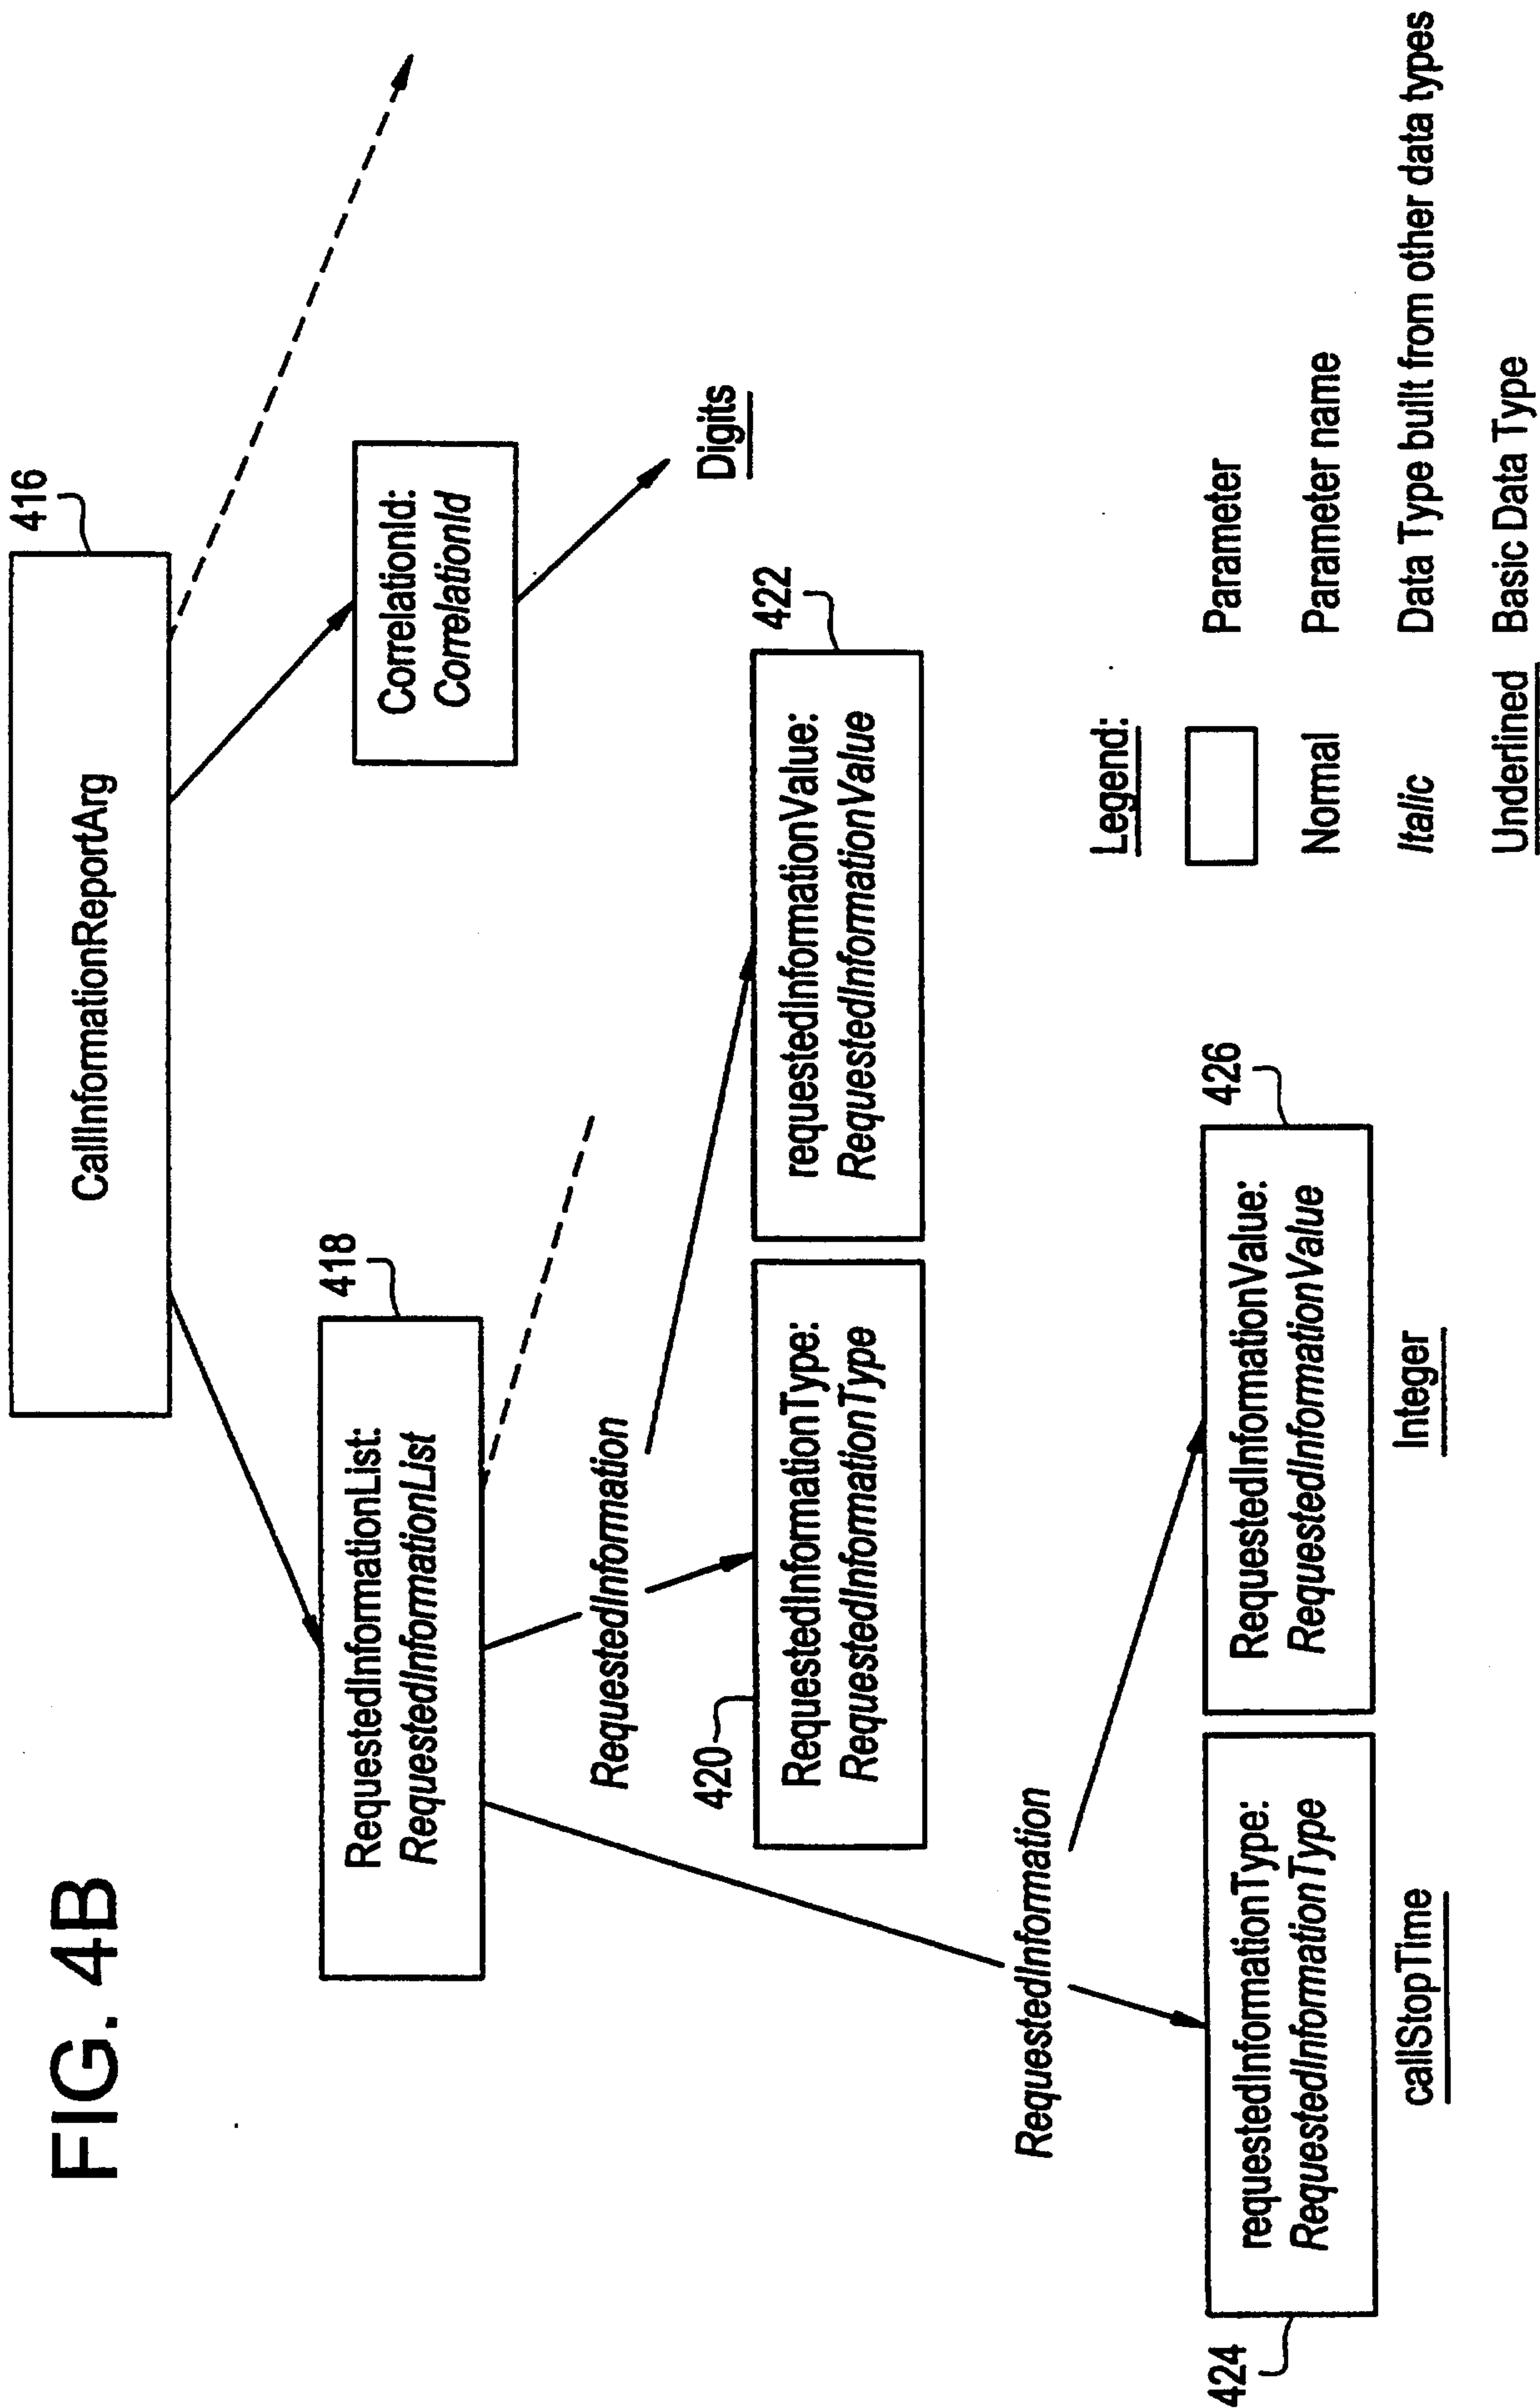 FIG. 4B
416
CallInformationReportArg
418
RequestedInformationList:
RequestedInformationList
CorrelationId:
CorrelationId
Digits
RequestedInformation
420
RequestedInformationType:
RequestedInformationType
422
requestedInformationValue:
RequestedInformationValue
RequestedInformation
424
requestedInformationType:
RequestedInformationType
callStopTime
426
RequestedInformationValue:
RequestedInformationValue
Integer
Legend:
Parameter
Normal Parameter name
Italic Data Type built from other data types
Underlined Basic Data Type